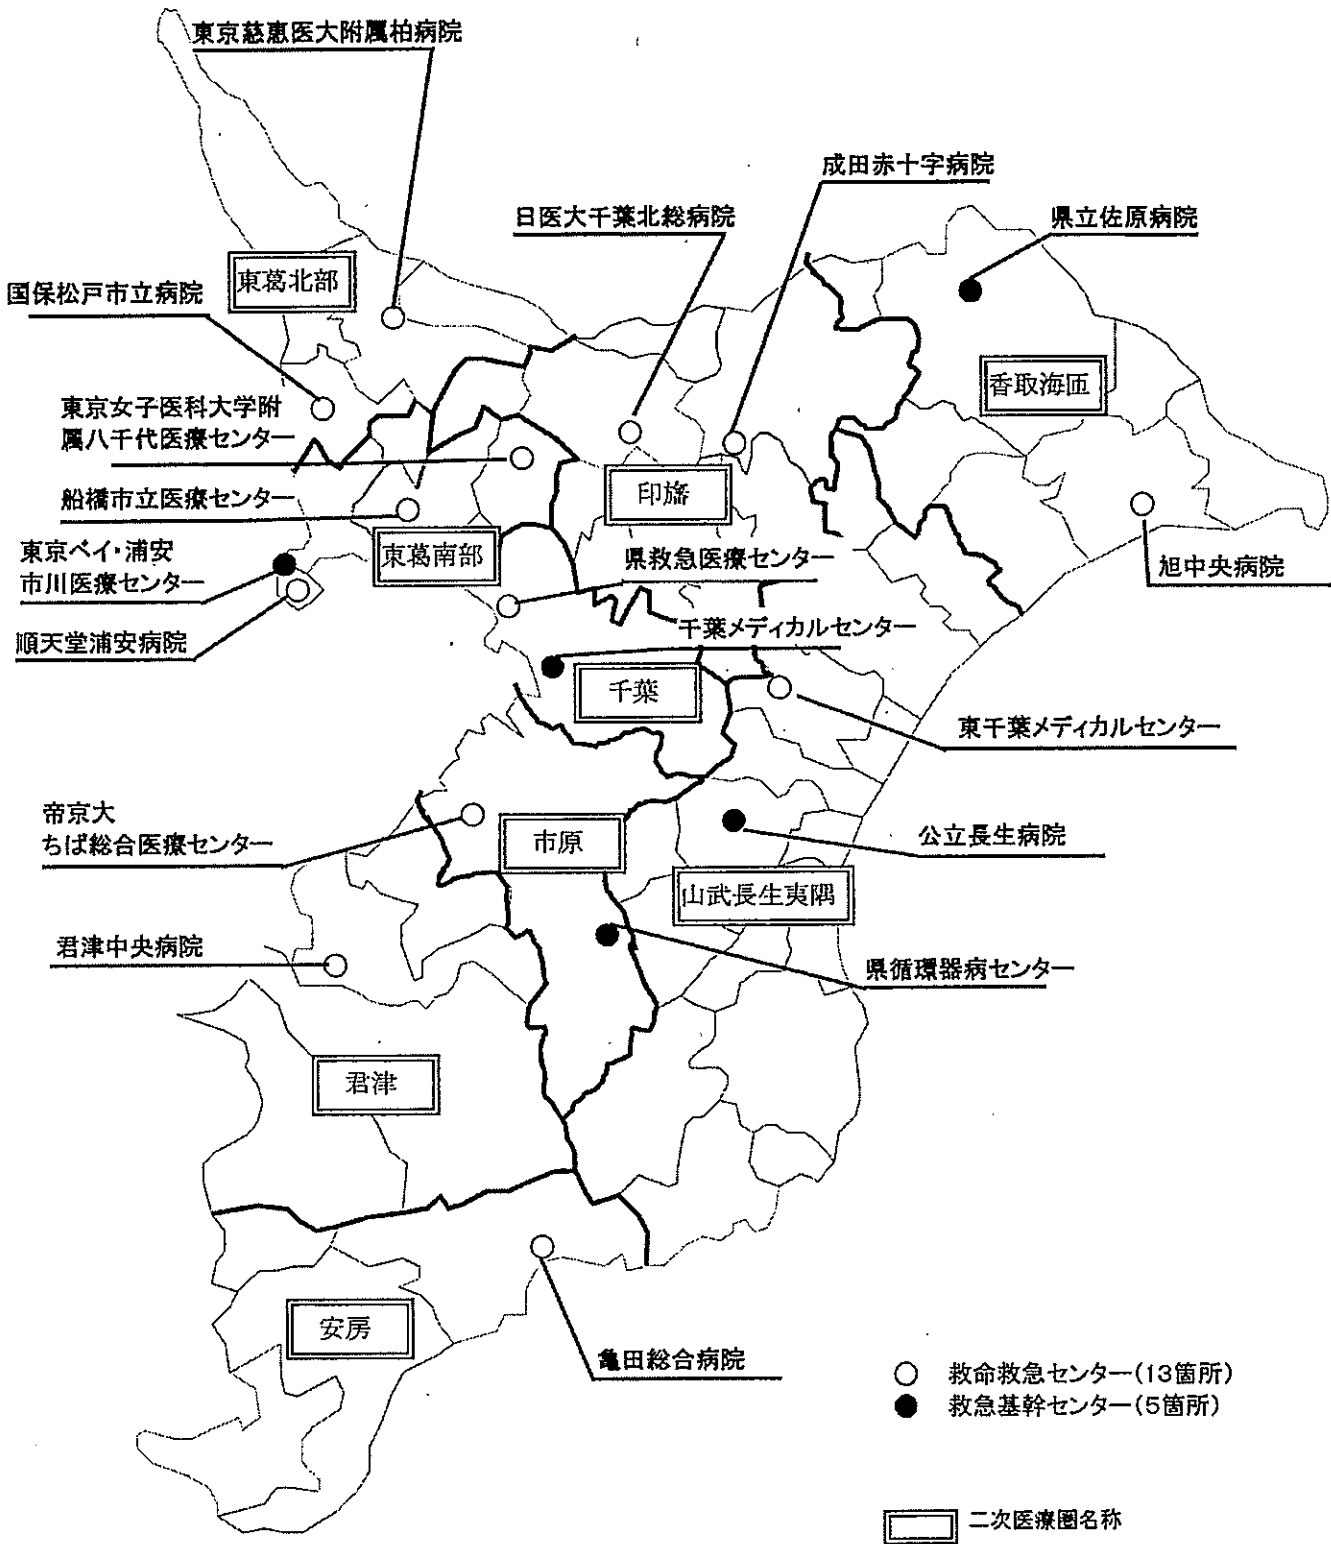 東京慈恵医大附属柏病院
成田赤十字病院
日医大千葉北総病院
県立佐原病院
東葛北部
国保松戸市立病院
香取海匝
東京女子医科大学附
属八千代医療センター
印旛
船橋市立医療センター
東葛南部
東京ベイ・浦安
市川医療センター
県救急医療センター
旭中央病院
順天堂浦安病院
千葉メディカルセンター
千葉
東千葉メディカルセンター
帝京大
ちば総合医療センター
市原
公立長生病院
山武長生夷隅
君津中央病院
県循環器病センター
君津
安房
亀田総合病院
○ 救命救急センター(13箇所)
● 救急基幹センター(5箇所)
二次医療圏名称